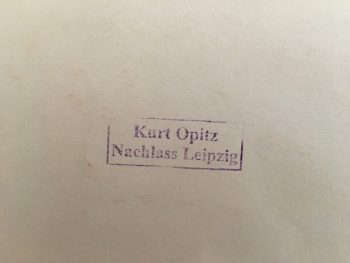 Kurt Opitz
Nachlass Leipzig